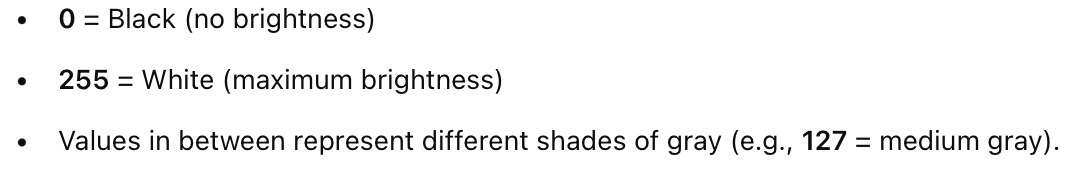 • 0 = Black (no brightness)
• 255 = White (maximum brightness)
• Values in between represent different shades of gray (e.g., 127 = medium gray).